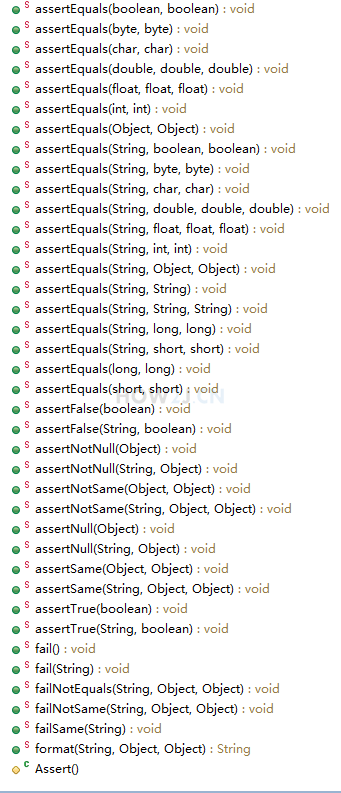 S assertEquals(boolean, boolean) : void
S assertEquals(byte, byte) : void
S assertEquals(char, char) : void
S assertEquals(double, double, double) : void
S assertEquals(float, float, float) : void
S assertEquals(int, int) : void
S assertEquals(Object, Object) : void
S assertEquals(String, boolean, boolean) : void
S assertEquals(String, byte, byte) : void
S assertEquals(String, char, char) : void
S assertEquals(String, double, double, double) : void
S assertEquals(String, float, float, float) : void
S assertEquals(String, int, int) : void
S assertEquals(String, Object, Object) : void
S assertEquals(String, String) : void
S assertEquals(String, String, String) : void
S assertEquals(String, long, long) : void
S assertEquals(String, short, short) : void
S assertEquals(long, long) : void
S assertEquals(short, short) : void
HOW2J.CN
S assertFalse(boolean) : void
S assertFalse(String, boolean) : void
S assertNotNull(Object) : void
S assertNotNull(String, Object) : void
S assertNotSame(Object, Object) : void
S assertNotSame(String, Object, Object) : void
S assertNull(Object) : void
S assertNull(String, Object) : void
S assertSame(Object, Object) : void
S assertSame(String, Object, Object) : void
S assertTrue(boolean) : void
S assertTrue(String, boolean) : void
S fail() : void
S fail(String) : void
S failNotEquals(String, Object, Object) : void
S failNotSame(String, Object, Object) : void
S failSame(String) : void
S format(String, Object, Object) : String
C Assert()